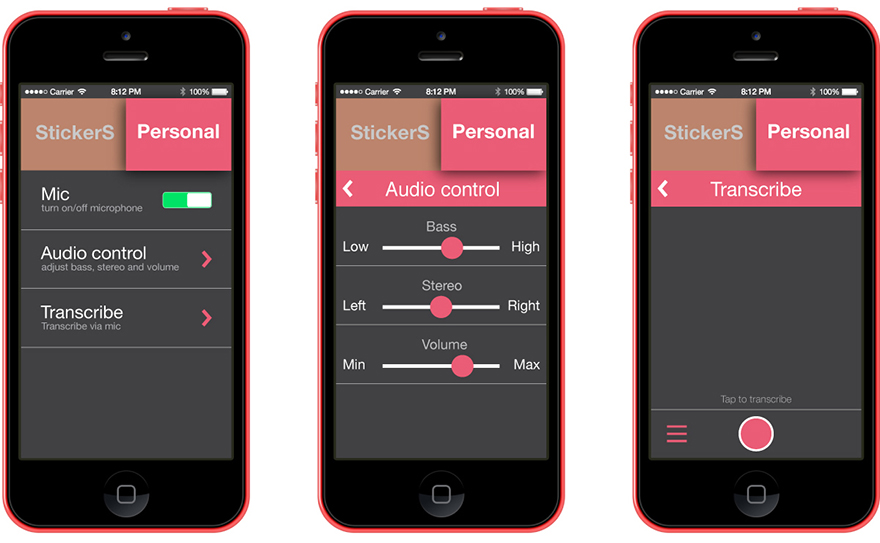 Carrier 8:12 PM 100%
StickerS Personal
Mic
turn on/off microphone
Audio control
adjust bass, stereo and volume
Transcribe
Transcribe via mic
Carrier 8:12 PM 100%
StickerS Personal
Audio control
Bass
Low High
Stereo
Left Right
Volume
Min Max
Carrier 8:12 PM 100%
StickerS Personal
Transcribe
Tap to transcribe